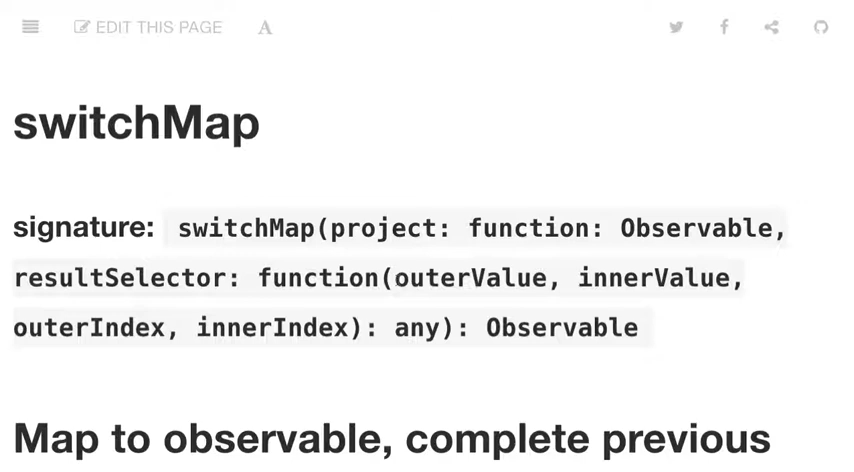 EDIT THIS PAGE A
switchMap
signature: switchMap(project: function: Observable,
resultSelector: function(outerValue, innerValue,
outerIndex, innerIndex): any): Observable
Map to observable, complete previous